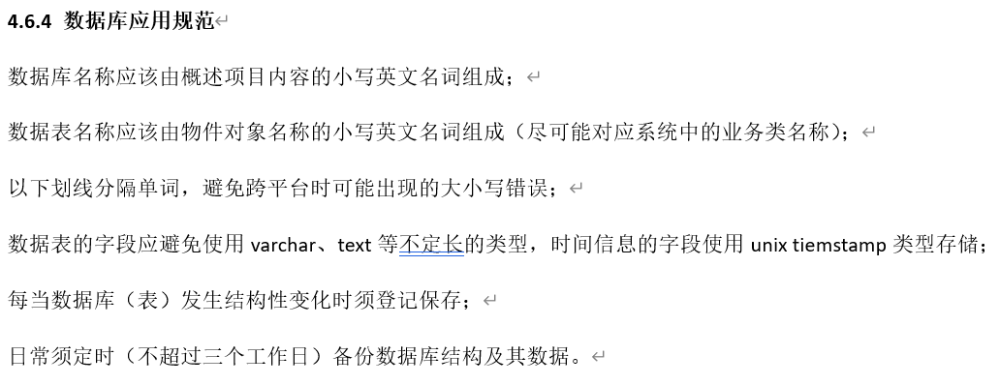 4.6.4 数据库应用规范
数据库名称应该由概述项目内容的小写英文名词组成；
数据表名称应该由物件对象名称的小写英文名词组成（尽可能对应系统中的业务类名称）；
以下划线分隔单词，避免跨平台时可能出现的大小写错误；
数据表的字段应避免使用 varchar、text 等不定长的类型，时间信息的字段使用 unix tiemstamp 类型存储；
每当数据库（表）发生结构性变化时须登记保存；
日常须定时（不超过三个工作日）备份数据库结构及其数据。